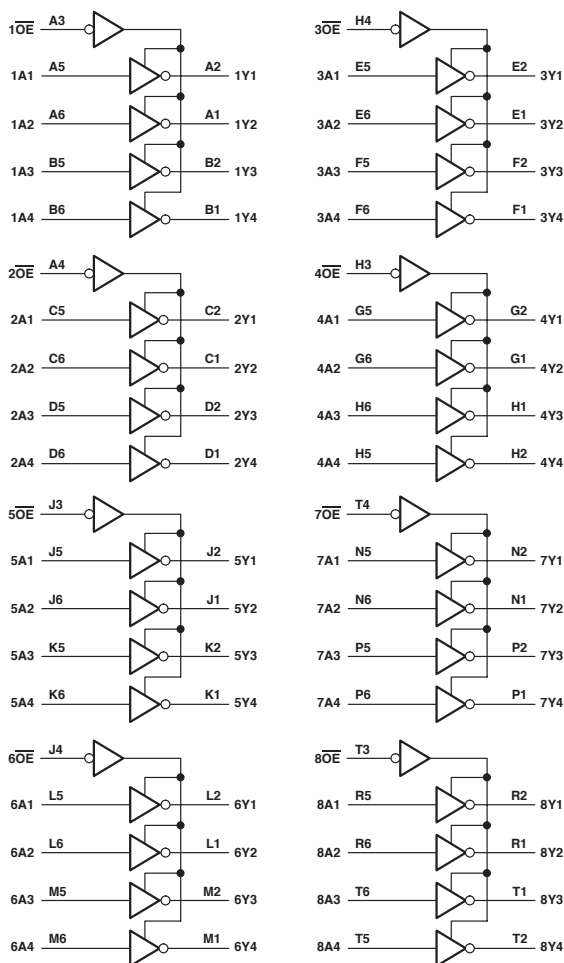 1OE A3
1A1 A5 A2 1Y1
1A2 A6 A1 1Y2
1A3 B5 B2 1Y3
1A4 B6 B1 1Y4
3OE H4
3A1 E5 E2 3Y1
3A2 E6 E1 3Y2
3A3 F5 F2 3Y3
3A4 F6 F1 3Y4
2OE A4
2A1 C5 C2 2Y1
2A2 C6 C1 2Y2
2A3 D5 D2 2Y3
2A4 D6 D1 2Y4
4OE H3
4A1 G5 G2 4Y1
4A2 G6 G1 4Y2
4A3 H6 H1 4Y3
4A4 H5 H2 4Y4
5OE J3
5A1 J5 J2 5Y1
5A2 J6 J1 5Y2
5A3 K5 K2 5Y3
5A4 K6 K1 5Y4
7OE T4
7A1 N5 N2 7Y1
7A2 N6 N1 7Y2
7A3 P5 P2 7Y3
7A4 P6 P1 7Y4
6OE J4
6A1 L5 L2 6Y1
6A2 L6 L1 6Y2
6A3 M5 M2 6Y3
6A4 M6 M1 6Y4
8OE T3
8A1 R5 R2 8Y1
8A2 R6 R1 8Y2
8A3 T6 T1 8Y3
8A4 T5 T2 8Y4